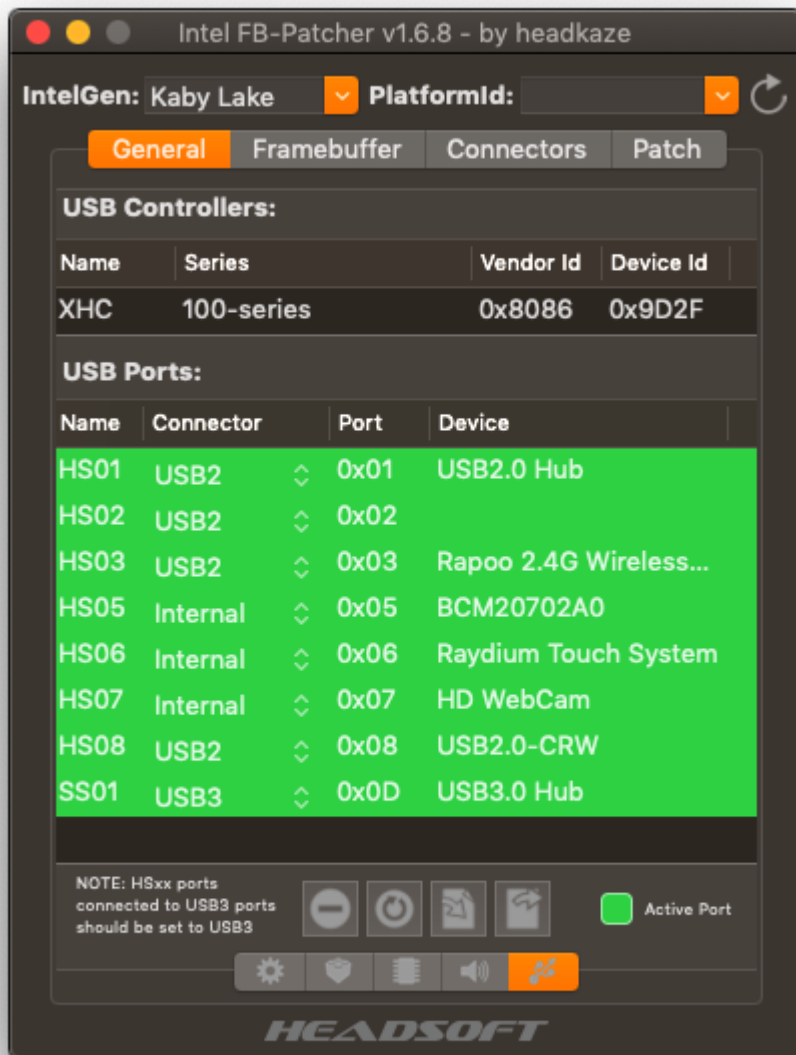 Intel FB-Patcher v1.6.8 - by headkaze
IntelGen: Kaby Lake PlatformId:
General Framebuffer Connectors Patch
USB Controllers:
Name Series Vendor Id Device Id
XHC 100-series 0x8086 0x9D2F
USB Ports:
Name Connector Port Device
HS01 USB2 0x01 USB2.0 Hub
HS02 USB2 0x02
HS03 USB2 0x03 Rapoo 2.4G Wireless...
HS05 Internal 0x05 BCM20702A0
HS06 Internal 0x06 Raydium Touch System
HS07 Internal 0x07 HD WebCam
HS08 USB2 0x08 USB2.0-CRW
SS01 USB3 0x0D USB3.0 Hub
NOTE: HSxx ports
connected to USB3 ports
should be set to USB3
Active Port
HEADSOFT